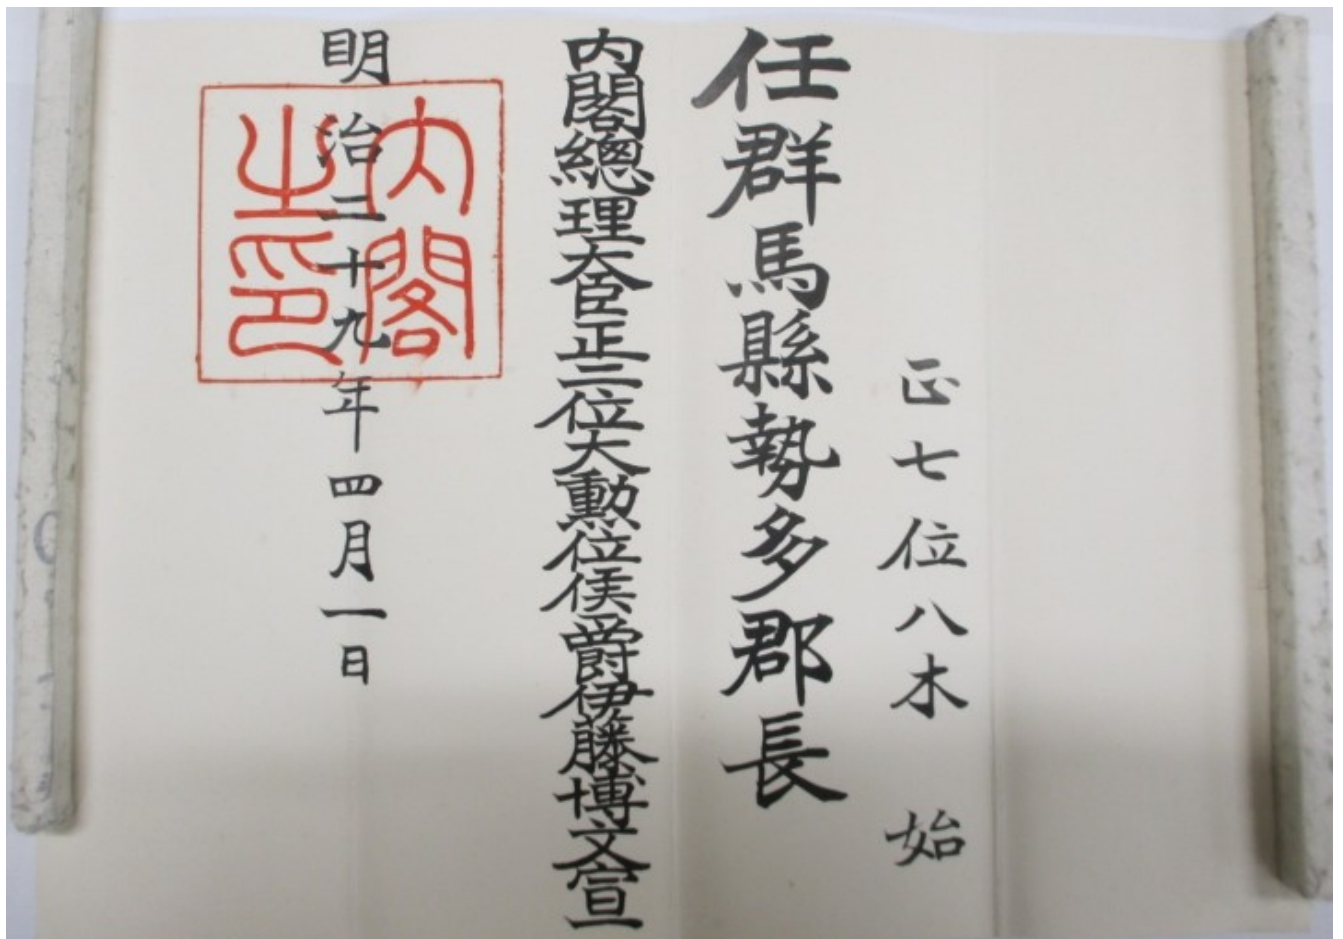 正七位八木 始
任群馬縣勢多郡長
内閣總理大臣正二位大勳位侯爵伊藤博文宣
明治二十九年四月一日
内閣
之印